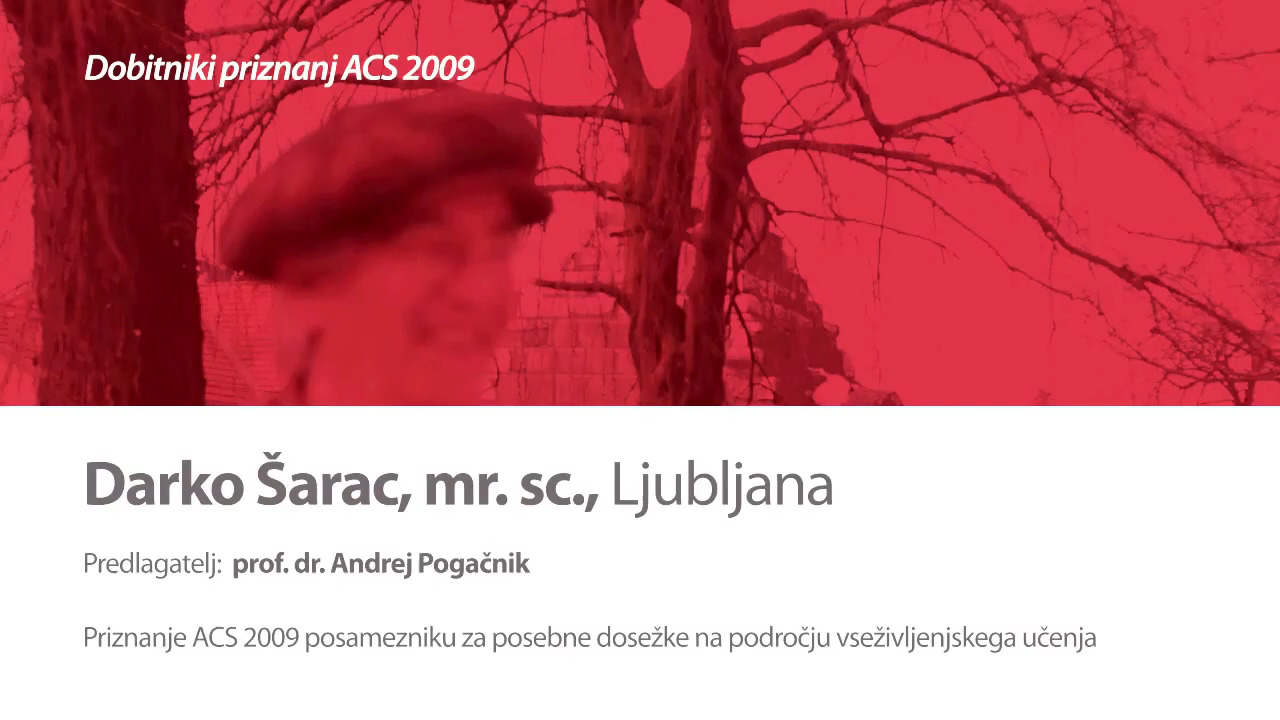 Dobitniki priznanj ACS 2009
Darko Šarac, mr. sc., Ljubljana
Predlagatelj: prof. dr. Andrej Pogačnik
Priznanje ACS 2009 posamezniku za posebne dosežke na področju vseživljenjskega učenja